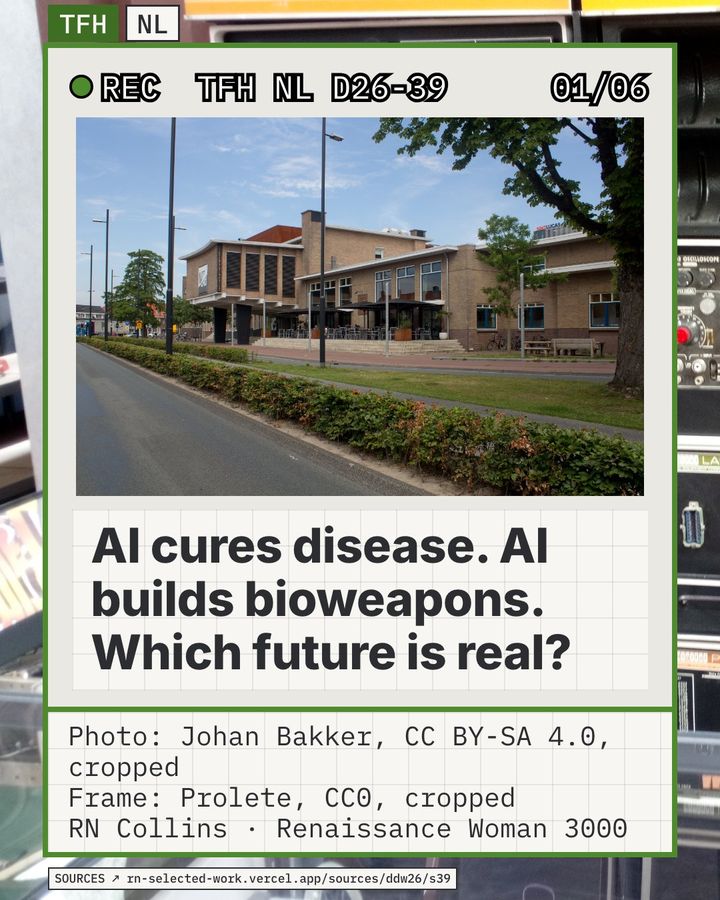 TFH NL
REC TFH NL D26-39 01/06
AI cures disease. AI
builds bioweapons.
Which future is real?
Photo: Johan Bakker, CC BY-SA 4.0,
cropped
Frame: Prolete, CC0, cropped
RN Collins · Renaissance Woman 3000
SOURCES ↗ rn-selected-work.vercel.app/sources/ddw26/s39
OSCILLOSCOPE